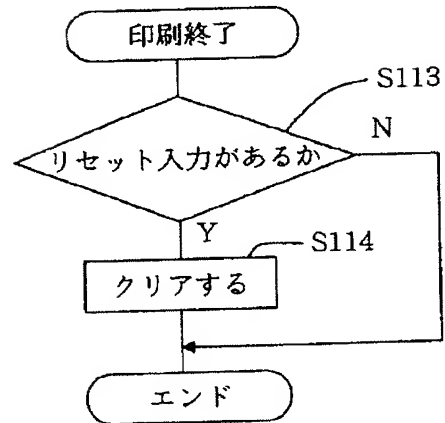 印刷終了
S113
リセット入力があるか
N
Y
S114
クリアする
エンド